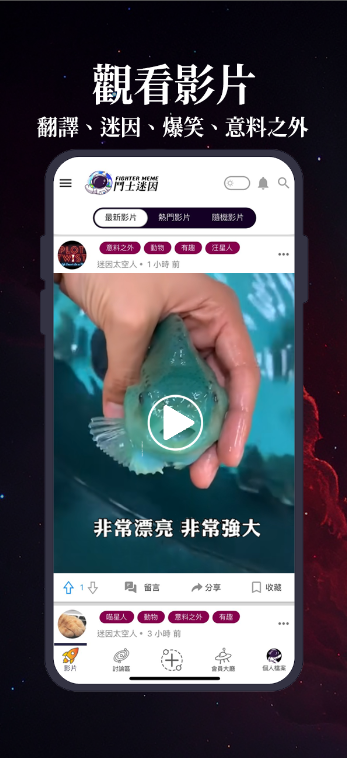 觀看影片
翻譯、迷因、爆笑、意料之外
FIGHTER MEME
鬥士迷因
最新影片 熱門影片 隨機影片
PLOT TWIST
意料之外 動物 有趣 汪星人
迷因太空人 • 1 小時 前
非常漂亮 非常強大
1 留言 分享 收藏
喵星人 動物 意料之外 有趣
迷因太空人 • 3 小時 前
影片 討論區 會員大廳 個人檔案